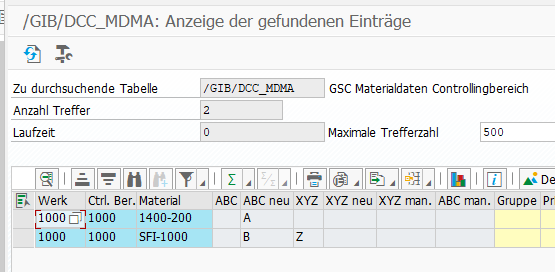 /GIB/DCC_MDMA: Anzeige der gefundenen Einträge
Zu durchsuchende Tabelle /GIB/DCC_MDMA GSC Materialdaten Controllingbereich
Anzahl Treffer 2
Laufzeit 0 Maximale Trefferzahl 500
Werk Ctrl. Ber. Material ABC ABC neu XYZ XYZ neu XYZ man. ABC man. Gruppe
1000 1000 1400-200 A
1000 1000 SFI-1000 B Z